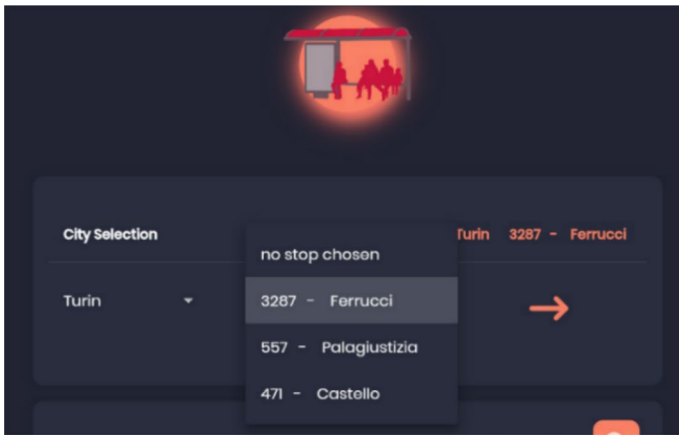 City Selection
Turin 3287 - Ferrucci
no stop chosen
Turin
3287 - Ferrucci
557 - Palagiustizia
471 - Castello